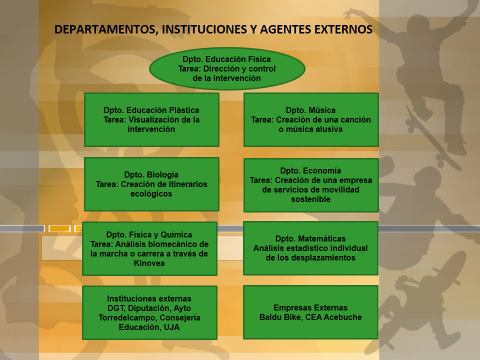 DEPARTAMENTOS, INSTITUCIONES Y AGENTES EXTERNOS
Dpto. Educación Física
Tarea: Dirección y control
de la intervención
Dpto. Educación Plástica
Tarea: Visualización de la
intervención
Dpto. Música
Tarea: Creación de una canción
o música alusiva
Dpto. Biología
Tarea: Creación de itinerarios
ecológicos
Dpto. Economía
Tarea: Creación de una empresa
de servicios de movilidad
sostenible
Dpto. Física y Química
Tarea: Análisis biomecánico de
la marcha o carrera a través de
Kinovea
Dpto. Matemáticas
Análisis estadístico individual
de los desplazamientos
Instituciones externas
DGT, Diputación, Ayto
Torredelcampo, Consejería
Educación, UJA
Empresas Externas
Baldu Bike, CEA Acebuche